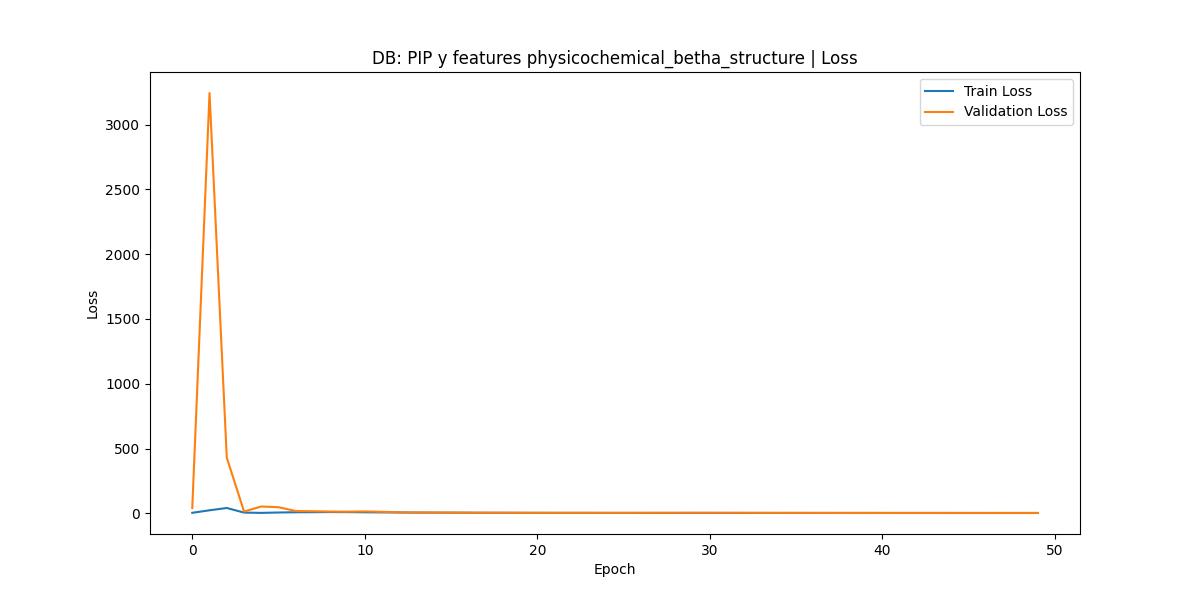 DB: PIP y features physicochemical_betha_structure | Loss
Train Loss
Validation Loss
3000
2500
2000
1500
1000
500
0
Loss
0 10 20 30 40 50
Epoch